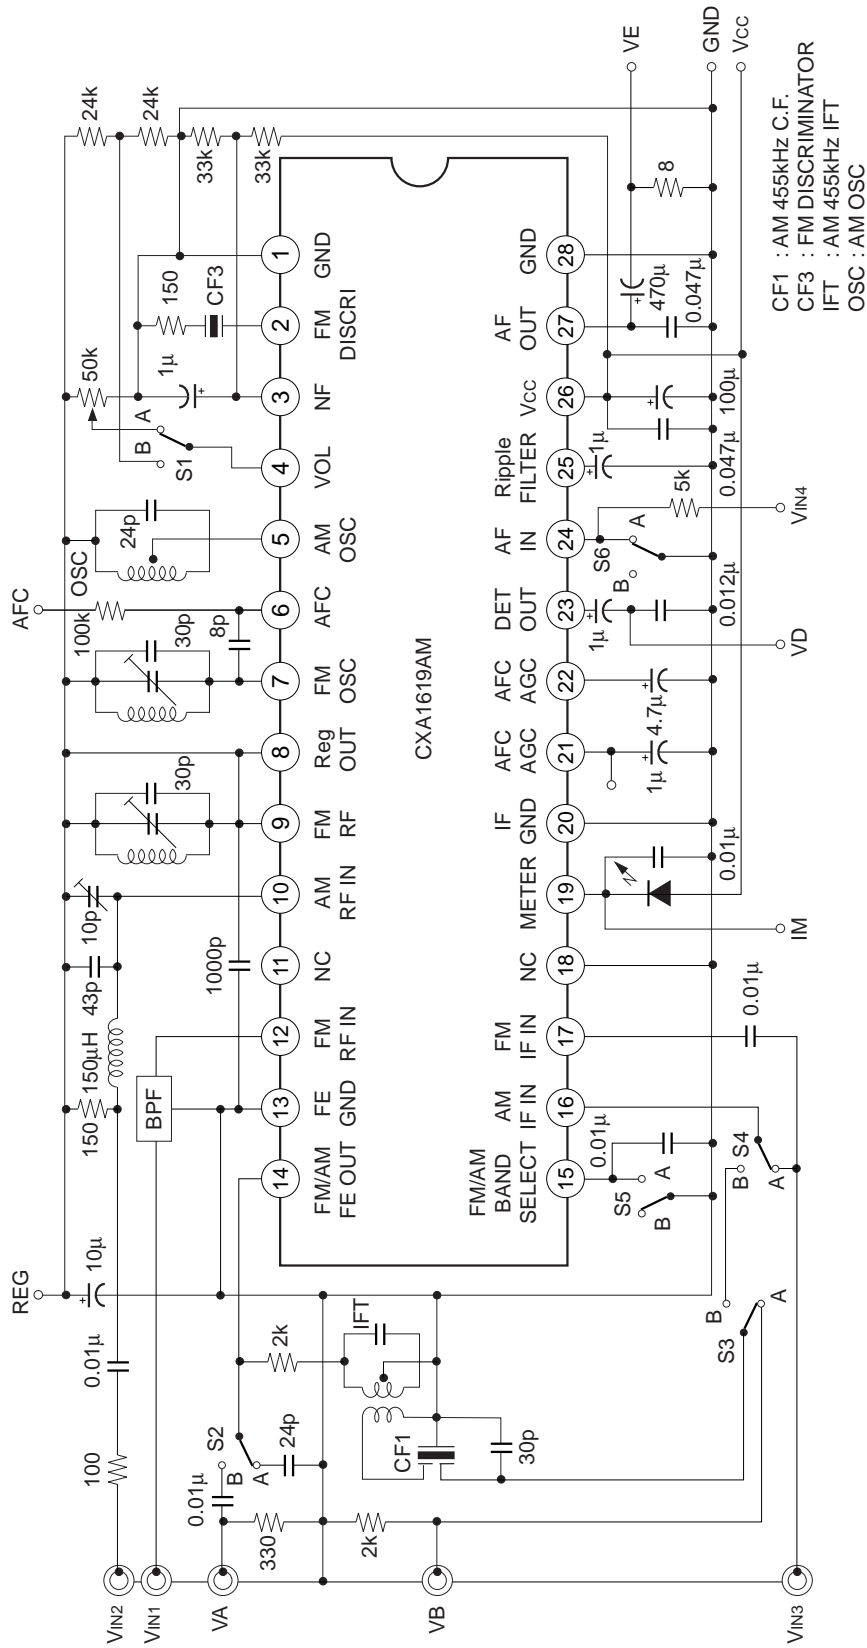 AFC
REG
VE
GND
VCC
24k
24k
33k
33k
50k
1µ
150
CF3
A
B
S1
24p
OSC
100k
30p
8p
30p
10p
43p
150µH
150
1000p
BPF
10µ
0.01µ
100
1
GND
2
FM
DISCRI
3
NF
4
VOL
5
AM
OSC
6
AFC
7
FM
OSC
8
Reg
OUT
9
FM
RF
10
AM
RF IN
11
NC
12
FM
RF IN
13
FE
GND
14
FM/AM
FE OUT
CXA1619AM
28
GND
27
AF
OUT
26
VCC
25
Ripple
FILTER
24
AF
IN
23
DET
OUT
22
AFC
AGC
21
AFC
AGC
20
IF
GND
19
METER
18
NC
17
FM
IF IN
16
AM
IF IN
15
FM/AM
BAND
SELECT
8
470µ
0.047µ
100µ
0.047µ
1µ
5k
S6
A
B
VIN4
0.012µ
1µ
VD
4.7µ
1µ
0.01µ
IM
0.01µ
0.01µ
S5
A
B
S4
B
A
S3
B
A
IFT
2k
S2
B
A
24p
0.01µ
330
2k
CF1
30p
VIN2
VIN1
VA
VB
VIN3
CF1 : AM 455kHz C.F.
CF3 : FM DISCRIMINATOR
IFT : AM 455kHz IFT
OSC : AM OSC